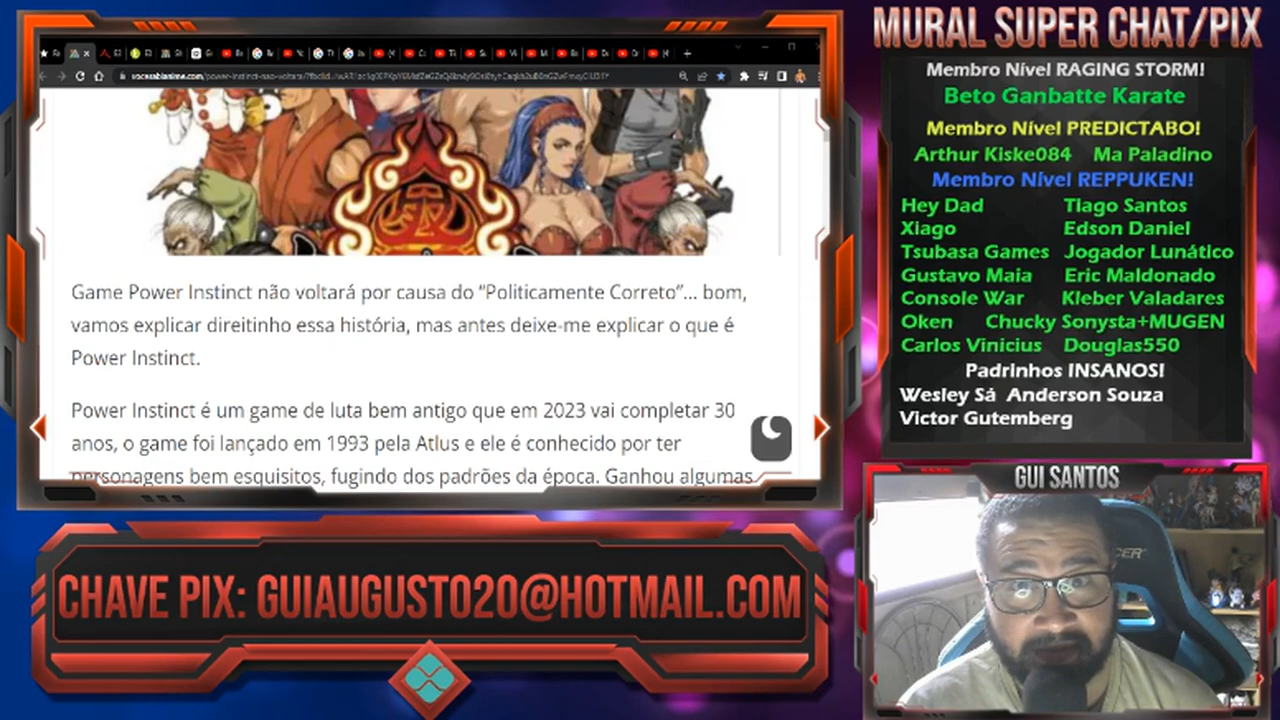 MURAL SUPER CHAT/PIX
Membro Nível RAGING STORM!
Beto Ganbatte Karate
Membro Nível PREDICTABO!
Arthur Kiske084 Ma Paladino
Membro Nível REPPUKEN!
Hey Dad Tiago Santos
Xiago Edson Daniel
Tsubasa Games Jogador Lunático
Gustavo Maia Eric Maldonado
Console War Kleber Valadares
Oken Chucky Sonysta+MUGEN
Carlos Vinicius Douglas550
Padrinhos INSANOS!
Wesley Sá Anderson Souza
Victor Gutemberg
Game Power Instinct não voltará por causa do “Politicamente Correto”... bom,
vamos explicar direitinho essa história, mas antes deixe-me explicar o que é
Power Instinct.
Power Instinct é um game de luta bem antigo que em 2023 vai completar 30
anos, o game foi lançado em 1993 pela Atlus e ele é conhecido por ter
personagens bem esquisitos, fugindo dos padrões da época. Ganhou algumas
GUI SANTOS
CHAVE PIX: GUIAUGUSTO20@HOTMAIL.COM